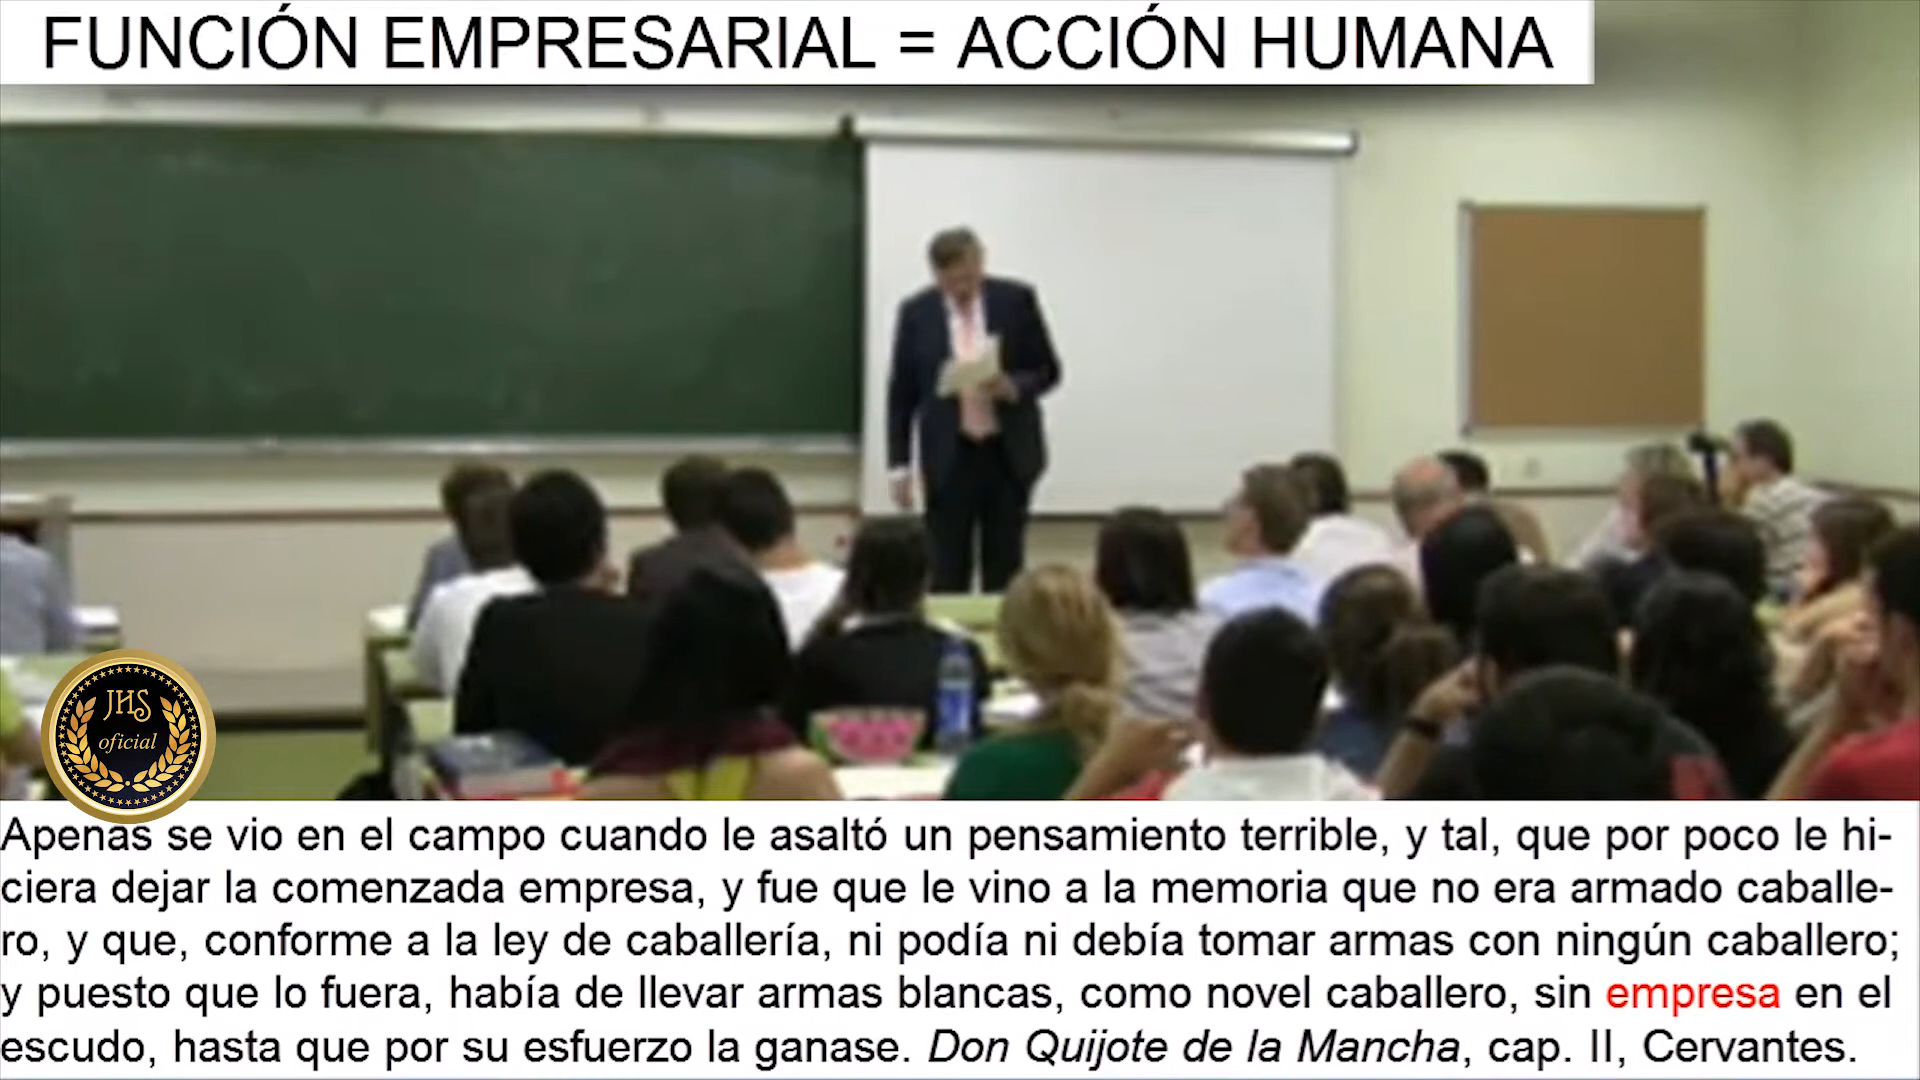 FUNCIÓN EMPRESARIAL = ACCIÓN HUMANA
JHS
oficial
Apenas se vio en el campo cuando le asaltó un pensamiento terrible, y tal, que por poco le hi-
ciera dejar la comenzada empresa, y fue que le vino a la memoria que no era armado caballe-
ro, y que, conforme a la ley de caballería, ni podía ni debía tomar armas con ningún caballero;
y puesto que lo fuera, había de llevar armas blancas, como novel caballero, sin empresa en el
escudo, hasta que por su esfuerzo la ganase. Don Quijote de la Mancha, cap. II, Cervantes.